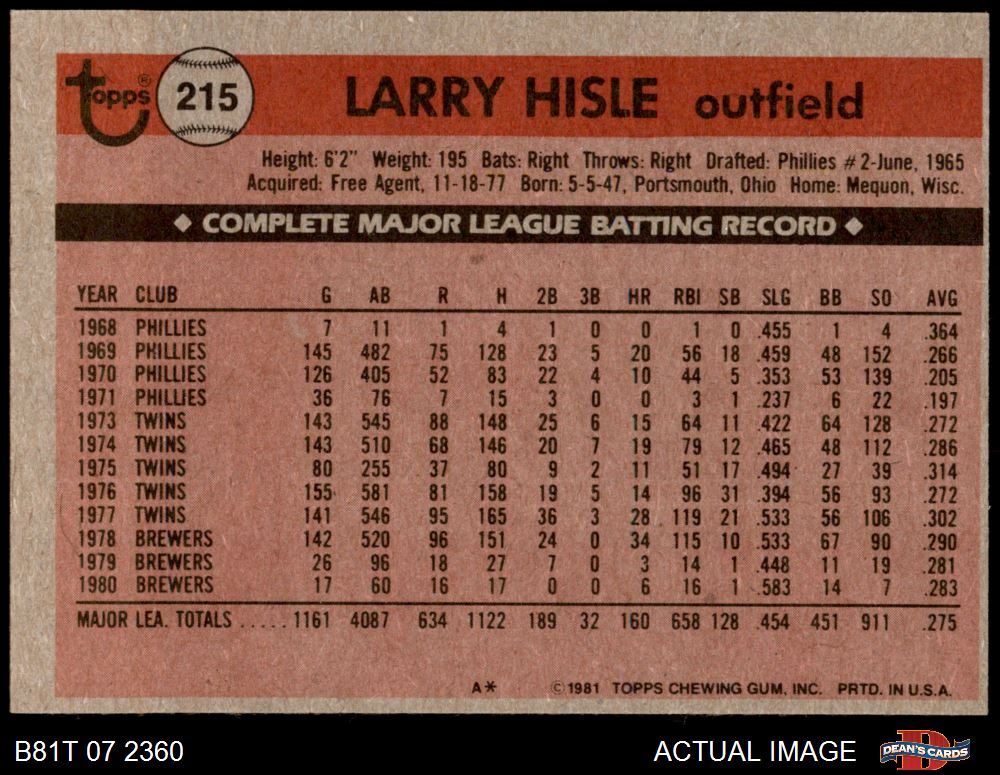 Topps® 215 LARRY HISLE outfield
Height: 6'2" Weight: 195 Bats: Right Throws: Right Drafted: Phillies #2-June, 1965
Acquired: Free Agent, 11-18-77 Born: 5-5-47, Portsmouth, Ohio Home: Mequon, Wisc.
◆ COMPLETE MAJOR LEAGUE BATTING RECORD ◆
YEAR CLUB G AB R H 2B 3B HR RBI SB SLG BB SO AVG
1968 PHILLIES 7 11 1 4 1 0 0 1 0 .455 1 4 .364
1969 PHILLIES 145 482 75 128 23 5 20 56 18 .459 48 152 .266
1970 PHILLIES 126 405 52 83 22 4 10 44 5 .353 53 139 .205
1971 PHILLIES 36 76 7 15 3 0 0 3 1 .237 6 22 .197
1973 TWINS 143 545 88 148 25 6 15 64 11 .422 64 128 .272
1974 TWINS 143 510 68 146 20 7 19 79 12 .465 48 112 .286
1975 TWINS 80 255 37 80 9 2 11 51 17 .494 27 39 .314
1976 TWINS 155 581 81 158 19 5 14 96 31 .394 56 93 .272
1977 TWINS 141 546 95 165 36 3 28 119 21 .533 56 106 .302
1978 BREWERS 142 520 96 151 24 0 34 115 10 .533 67 90 .290
1979 BREWERS 26 96 18 27 7 0 3 14 1 .448 11 19 .281
1980 BREWERS 17 60 16 17 0 0 6 16 1 .583 14 7 .283
MAJOR LEA. TOTALS ..... 1161 4087 634 1122 189 32 160 658 128 .454 451 911 .275
A* ©1981 TOPPS CHEWING GUM, INC. PRTD. IN U.S.A.
B81T 07 2360 ACTUAL IMAGE DEAN'S CARDS